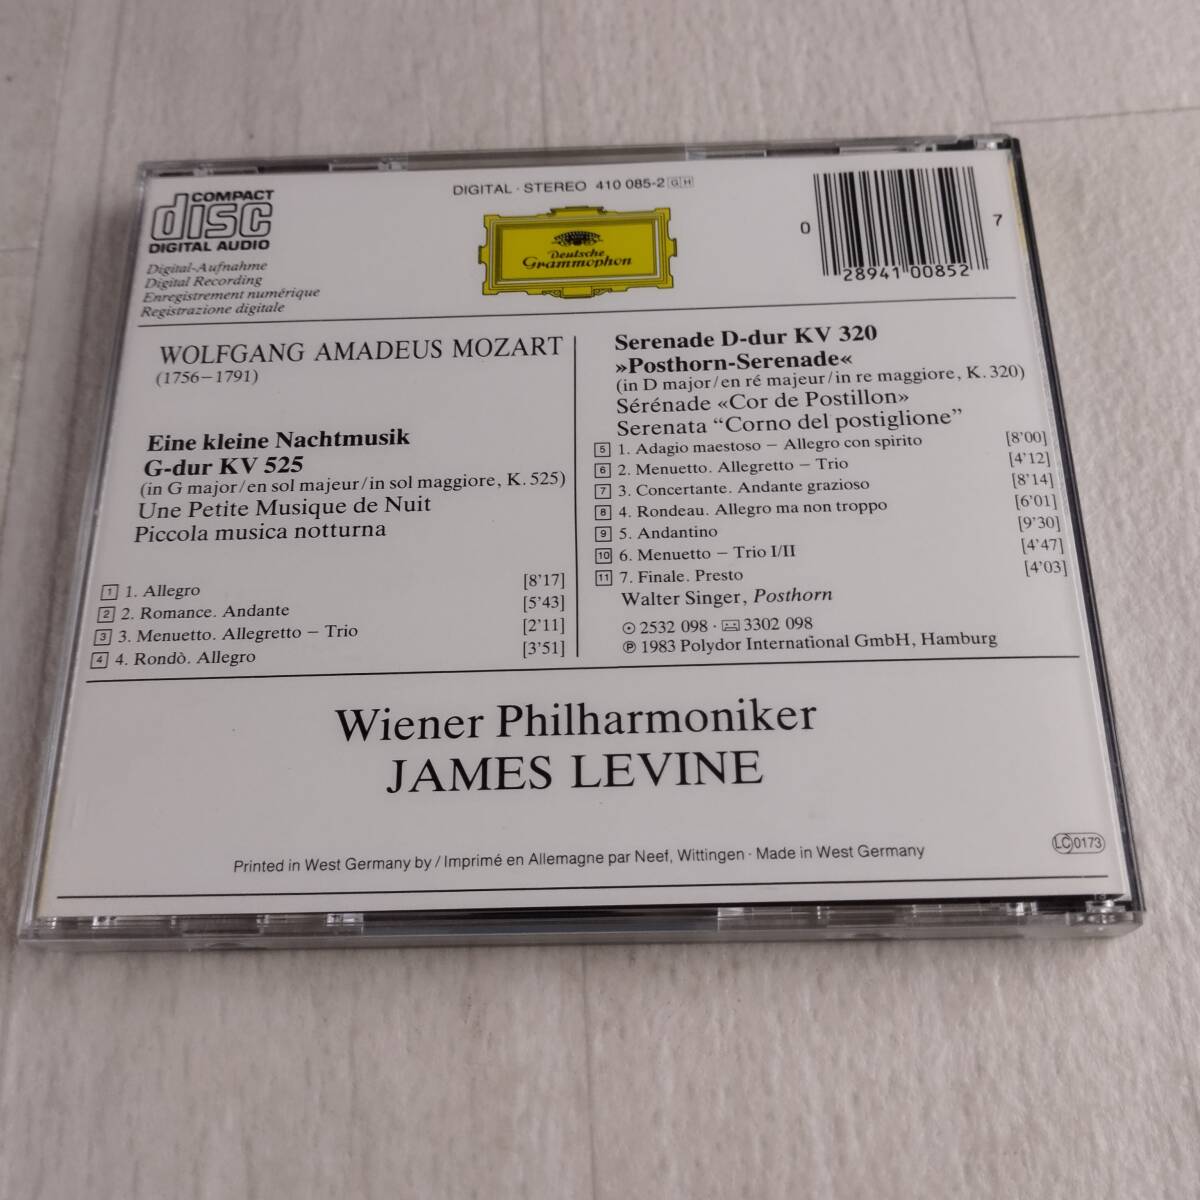 COMPACT
disc
DIGITAL AUDIO
Digital-Aufnahme
Digital Recording
Enregistrement numérique
Registrazione digitale
DIGITAL · STEREO 410 085-2 GH
Deutsche
Grammophon
0 28941 00852 7
WOLFGANG AMADEUS MOZART
(1756–1791)
Eine kleine Nachtmusik
G-dur KV 525
(in G major/en sol majeur/in sol maggiore, K. 525)
Une Petite Musique de Nuit
Piccola musica notturna
1 1. Allegro [8'17]
2 2. Romance. Andante [5'43]
3 3. Menuetto. Allegretto – Trio [2'11]
4 4. Rondò. Allegro [3'51]
Serenade D-dur KV 320
»Posthorn-Serenade«
(in D major/en ré majeur/in re maggiore, K. 320)
Sérénade «Cor de Postillon»
Serenata “Corno del postiglione”
5 1. Adagio maestoso – Allegro con spirito [8'00]
6 2. Menuetto. Allegretto – Trio [4'12]
7 3. Concertante. Andante grazioso [8'14]
8 4. Rondeau. Allegro ma non troppo [6'01]
9 5. Andantino [9'30]
10 6. Menuetto – Trio I/II [4'47]
11 7. Finale. Presto [4'03]
Walter Singer, Posthorn
2532 098 · 3302 098
℗ 1983 Polydor International GmbH, Hamburg
Wiener Philharmoniker
JAMES LEVINE
Printed in West Germany by / Imprimé en Allemagne par Neef, Wittingen · Made in West Germany
LC 0173